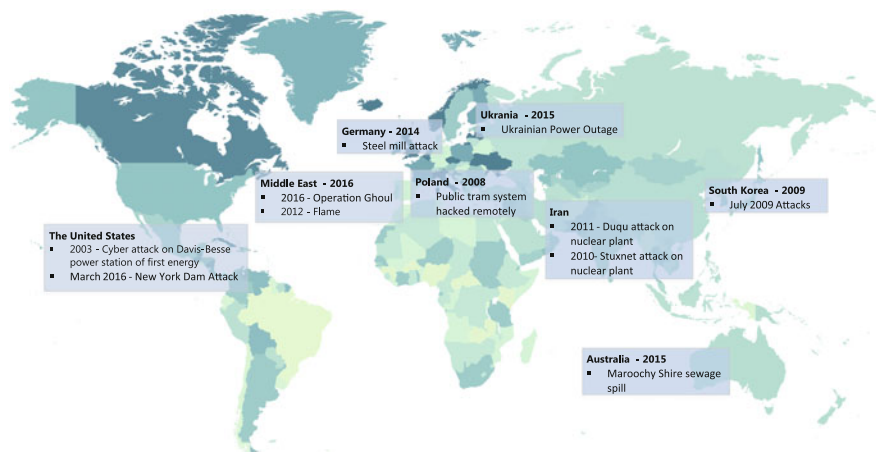 Ukrania - 2015
▪ Ukrainian Power Outage
Germany - 2014
▪ Steel mill attack
Middle East - 2016
▪ 2016 - Operation Ghoul
▪ 2012 - Flame
Poland - 2008
▪ Public tram system
hacked remotely
South Korea - 2009
▪ July 2009 Attacks
Iran
▪ 2011 - Duqu attack on
nuclear plant
▪ 2010- Stuxnet attack on
nuclear plant
The United States
▪ 2003 - Cyber attack on Davis-Besse
power station of first energy
▪ March 2016 - New York Dam Attack
Australia - 2015
▪ Maroochy Shire sewage
spill